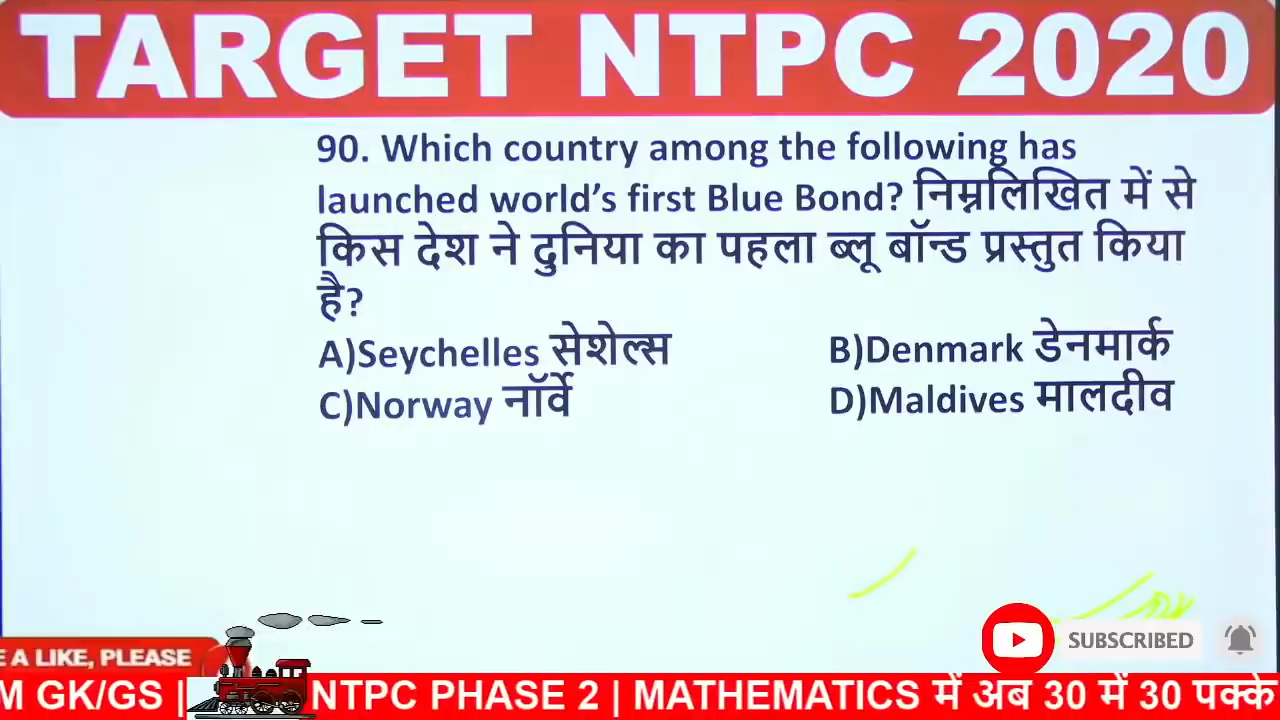 TARGET NTPC 2020
90. Which country among the following has
launched world's first Blue Bond? निम्नलिखित में से
किस देश ने दुनिया का पहला ब्लू बॉन्ड प्रस्तुत किया
है?
A)Seychelles सेशेल्स B)Denmark डेनमार्क
C)Norway नॉर्वे D)Maldives मालदीव
SUBSCRIBED
E A LIKE, PLEASE
M GK/GS | NTPC PHASE 2 | MATHEMATICS में अब 30 में 30 पक्के